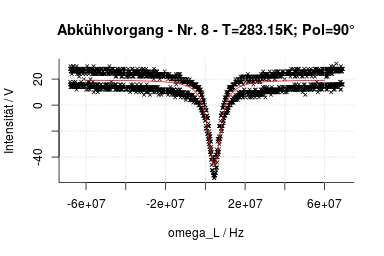 Abkühlvorgang - Nr. 8 - T=283.15K; Pol=90°
Intensität / V
20
0
-40
-6e+07 -2e+07 2e+07 6e+07
omega_L / Hz